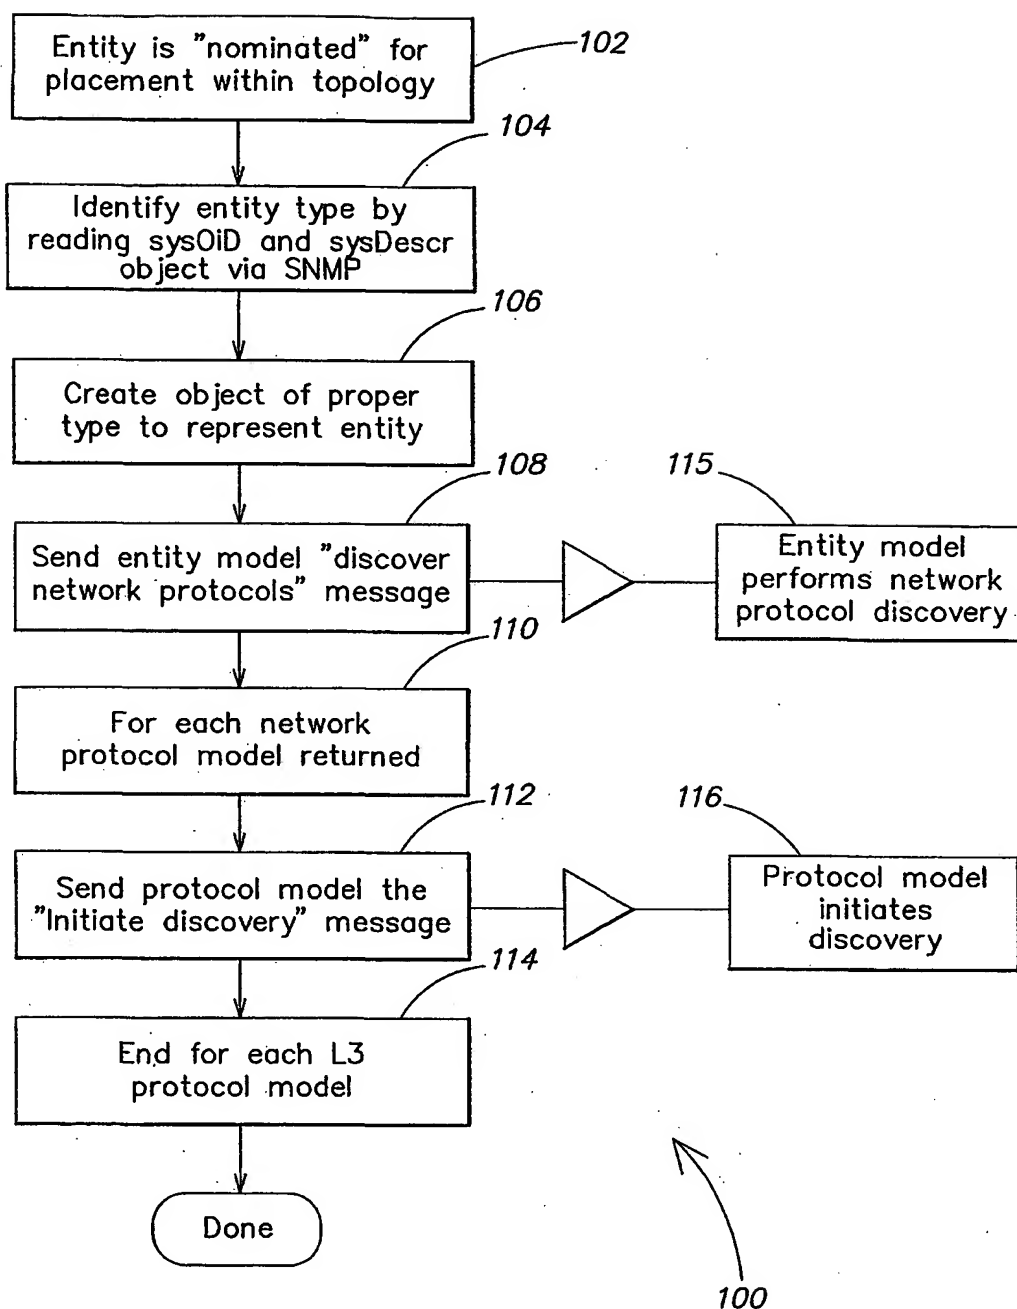 Entity is "nominated" for
placement within topology
102
104
Identify entity type by
reading sysOiD and sysDescr
object via SNMP
106
Create object of proper
type to represent entity
108
115
Send entity model "discover
network protocols" message
Entity model
performs network
protocol discovery
110
For each network
protocol model returned
112
116
Send protocol model the
"Initiate discovery" message
Protocol model
initiates
discovery
114
End for each L3
protocol model
Done
100